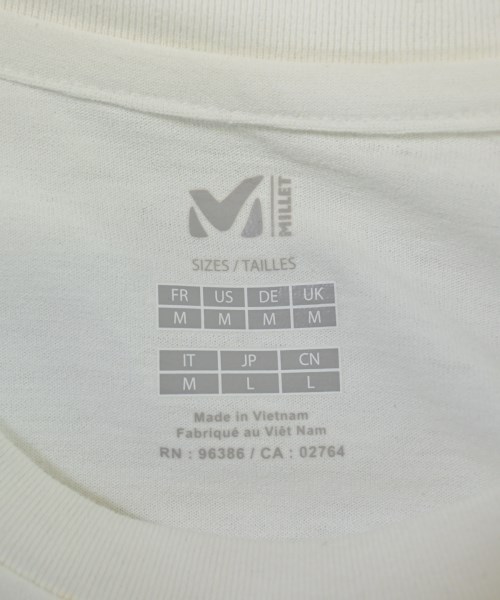 MILLET
SIZES / TAILLES
FR US DE UK
M M M M
IT JP CN
M L L
Made in Vietnam
Fabriqué au Viêt Nam
RN : 96386 / CA : 02764